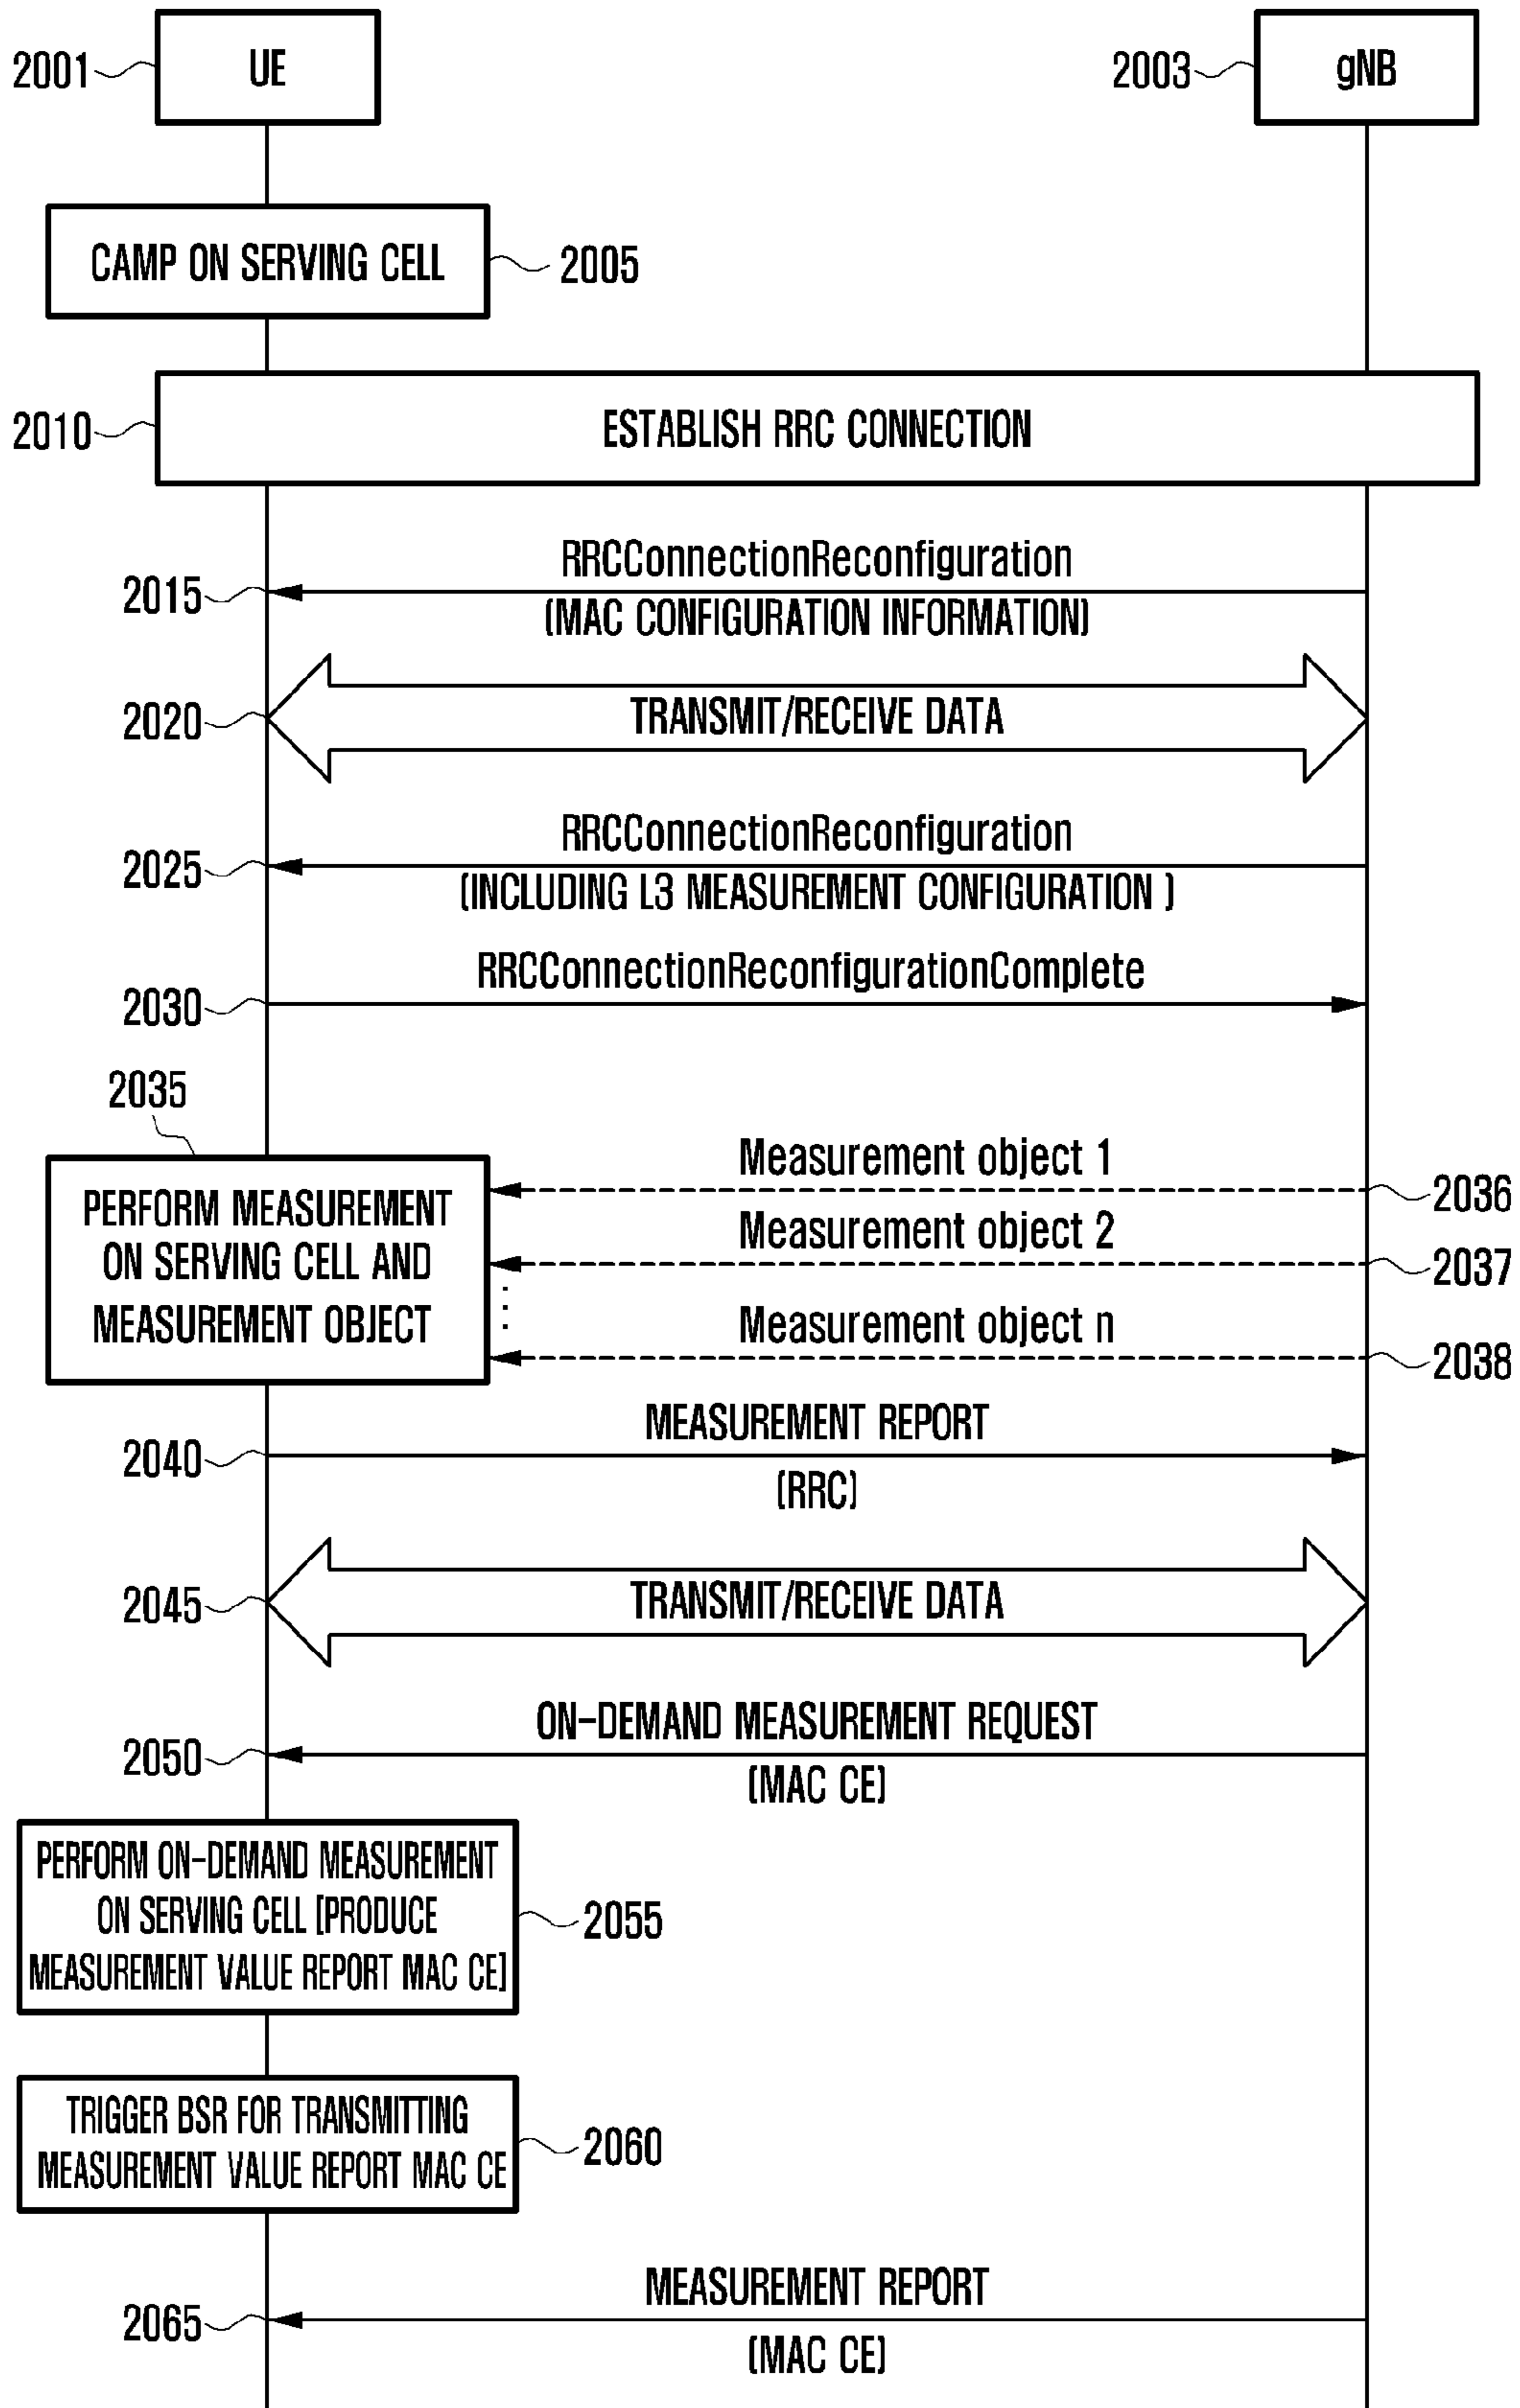 2001
UE
2003
gNB
CAMP ON SERVING CELL
2005
2010
ESTABLISH RRC CONNECTION
RRCConnectionReconfiguration
2015
(MAC CONFIGURATION INFORMATION)
2020
TRANSMIT/RECEIVE DATA
RRCConnectionReconfiguration
2025
(INCLUDING L3 MEASUREMENT CONFIGURATION )
RRCConnectionReconfigurationComplete
2030
2035
PERFORM MEASUREMENT
ON SERVING CELL AND
MEASUREMENT OBJECT
Measurement object 1
2036
Measurement object 2
2037
Measurement object n
2038
MEASUREMENT REPORT
2040
(RRC)
2045
TRANSMIT/RECEIVE DATA
ON-DEMAND MEASUREMENT REQUEST
2050
(MAC CE)
PERFORM ON-DEMAND MEASUREMENT
ON SERVING CELL [PRODUCE
MEASUREMENT VALUE REPORT MAC CE]
2055
TRIGGER BSR FOR TRANSMITTING
MEASUREMENT VALUE REPORT MAC CE
2060
MEASUREMENT REPORT
2065
(MAC CE)